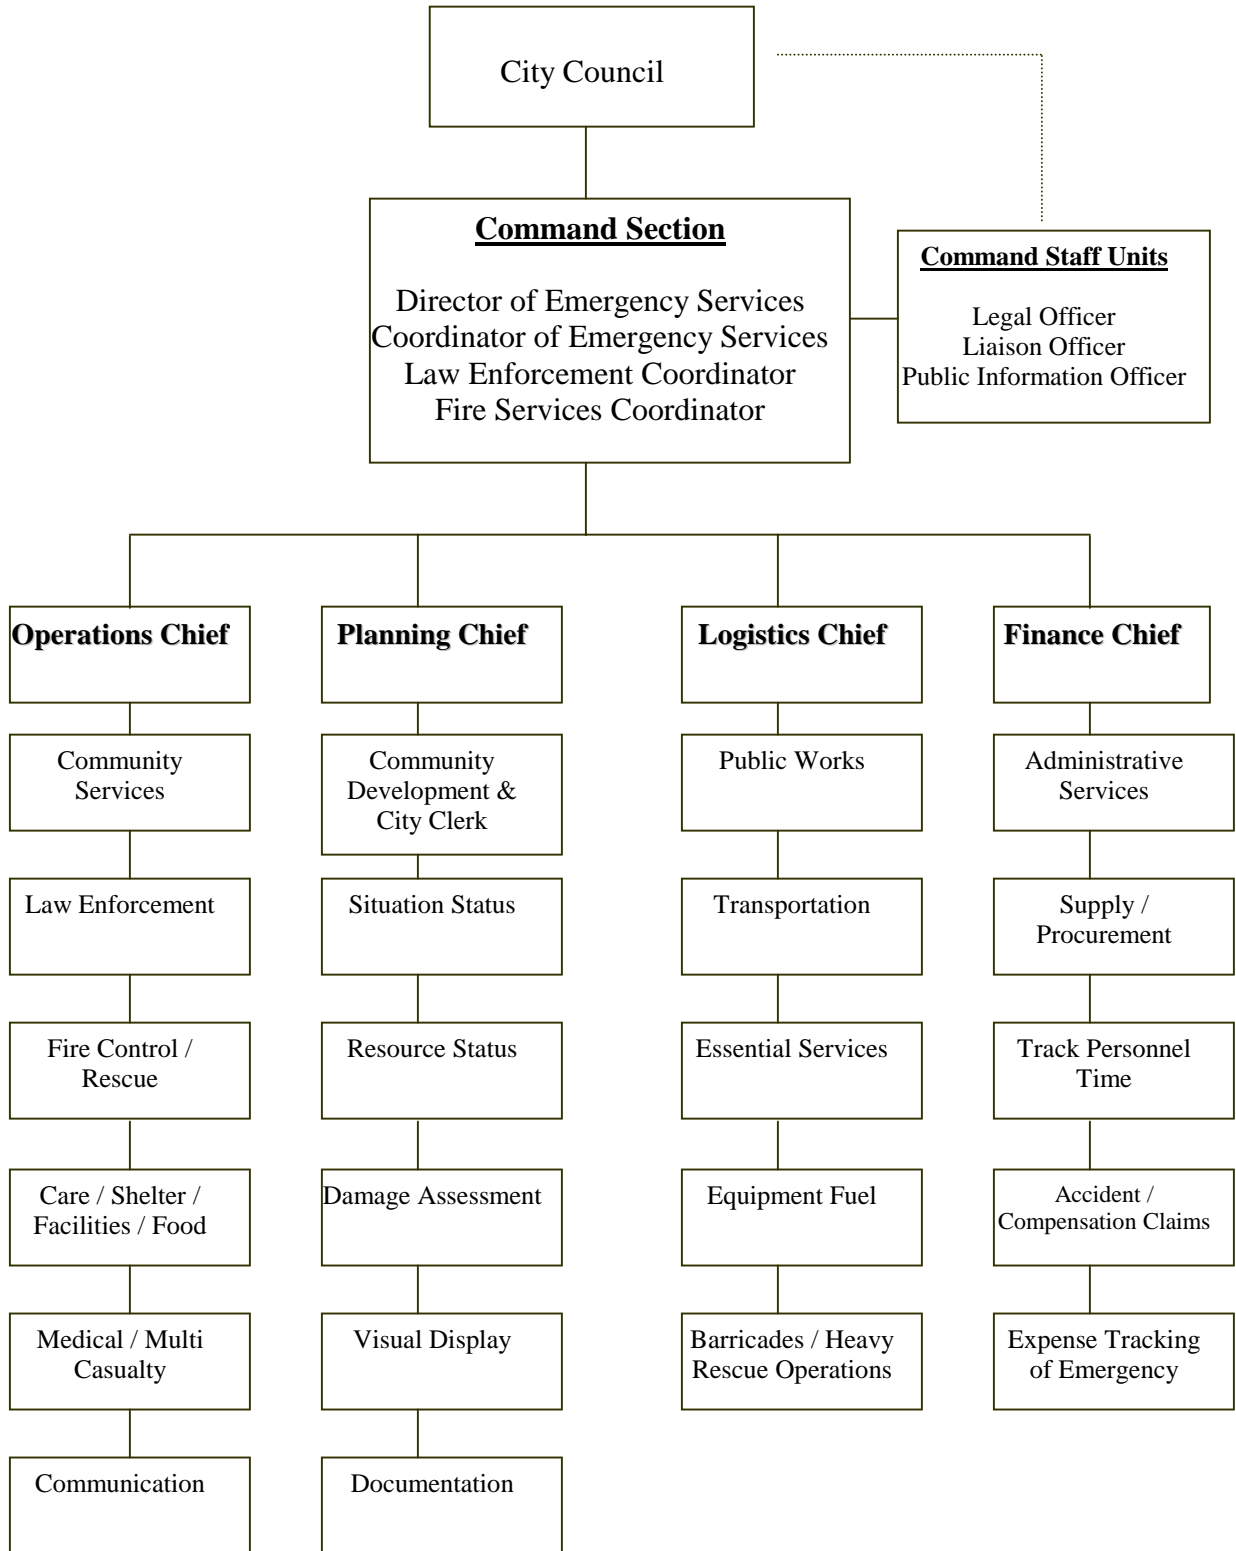 City Council
Command Section
Director of Emergency Services
Coordinator of Emergency Services
Law Enforcement Coordinator
Fire Services Coordinator
Command Staff Units
Legal Officer
Liaison Officer
Public Information Officer
Operations Chief
Community
Services
Law Enforcement
Fire Control /
Rescue
Care / Shelter /
Facilities / Food
Medical / Multi
Casualty
Communication
Planning Chief
Community
Development &
City Clerk
Situation Status
Resource Status
Damage Assessment
Visual Display
Documentation
Logistics Chief
Public Works
Transportation
Essential Services
Equipment Fuel
Barricades / Heavy
Rescue Operations
Finance Chief
Administrative
Services
Supply /
Procurement
Track Personnel
Time
Accident /
Compensation Claims
Expense Tracking
of Emergency